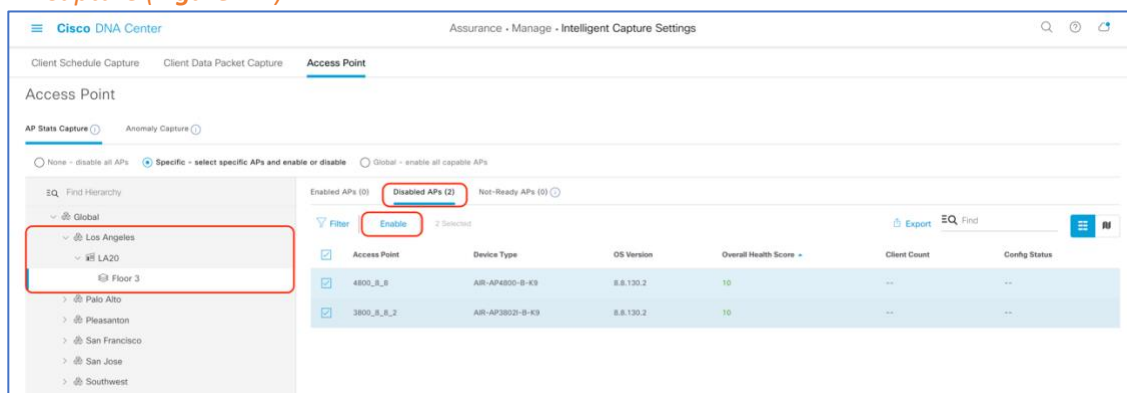 Cisco DNA Center
Assurance • Manage • Intelligent Capture Settings
Client Schedule Capture Client Data Packet Capture Access Point
Access Point
AP Stats Capture Anomaly Capture
None - disable all APs Specific - select specific APs and enable or disable Global - enable all capable APs
Find Hierarchy
Global
Los Angeles
LA20
Floor 3
Palo Alto
Pleasanton
San Francisco
San Jose
Southwest
Enabled APs (0) Disabled APs (2) Not-Ready APs (0)
Filter Enable 2 Selected Export Find
Access Point Device Type OS Version Overall Health Score Client Count Config Status
4800_8_8 AIR-AP4800-B-K9 8.8.130.2 10 -- --
3800_8_8_2 AIR-AP3802I-B-K9 8.8.130.2 10 -- --